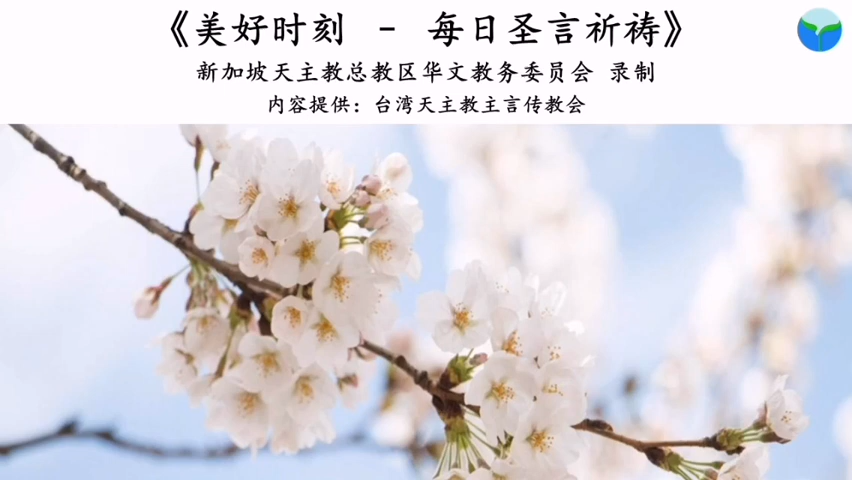 《美好时刻 - 每日圣言祈祷》
新加坡天主教总教区华文教务委员会 录制
内容提供：台湾天主教主言传教会